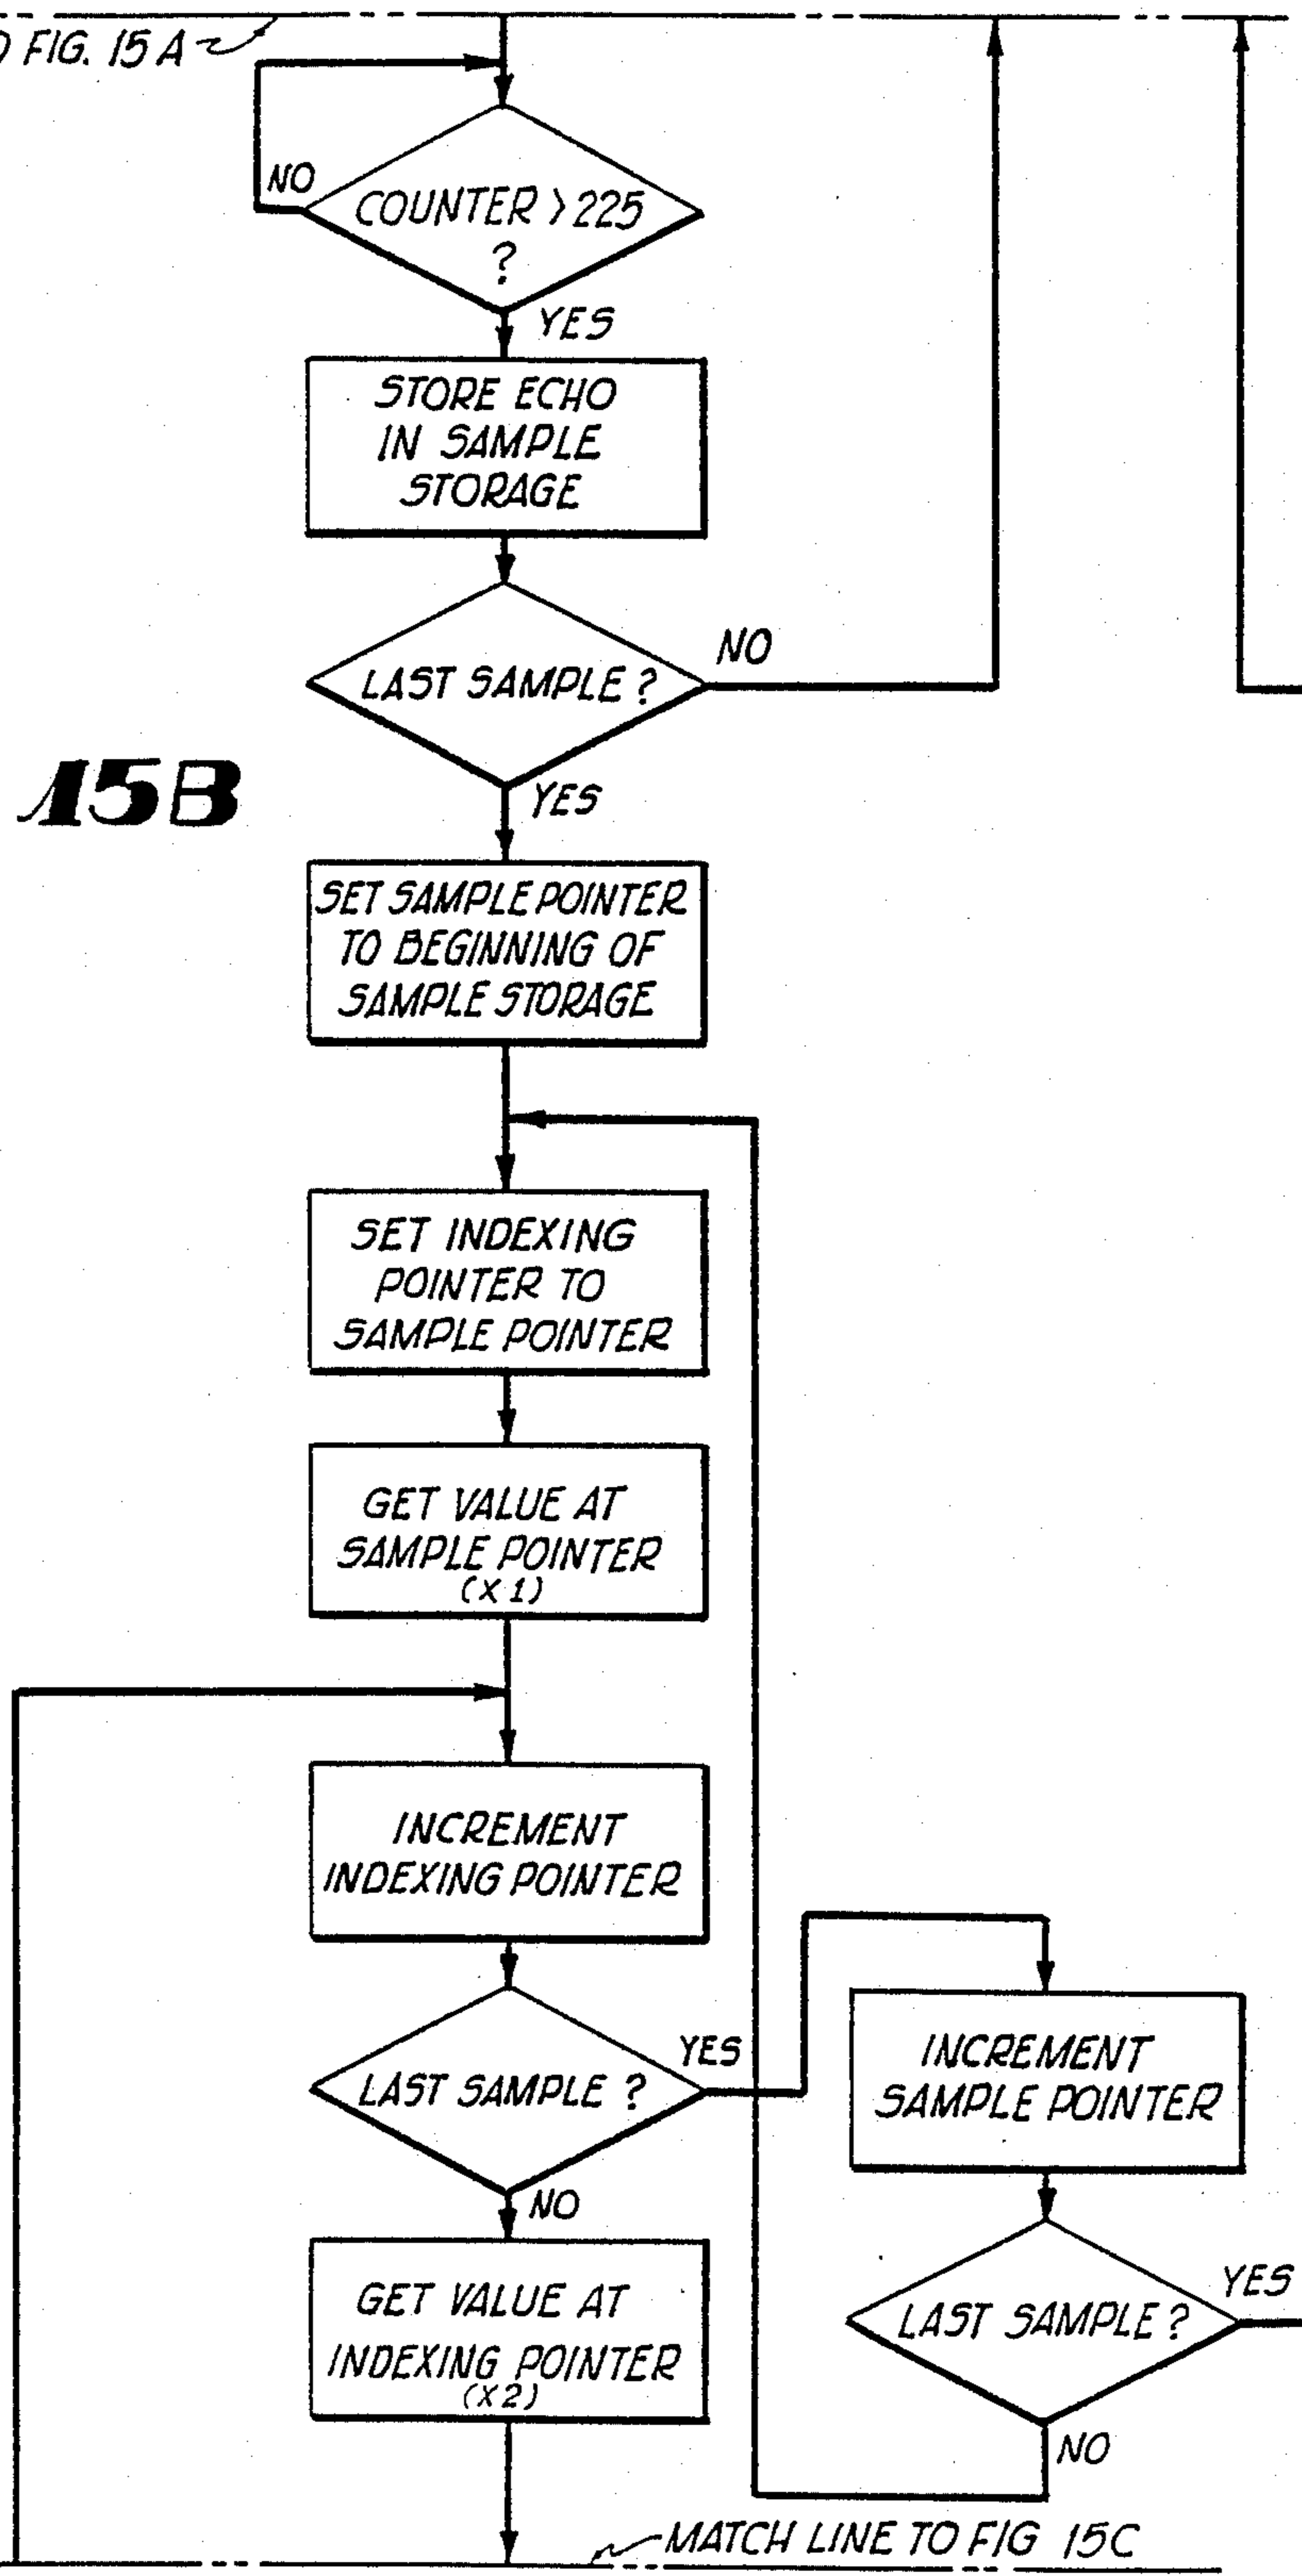 FIG. 15A
NO
COUNTER > 225
?
YES
STORE ECHO
IN SAMPLE
STORAGE
LAST SAMPLE ?
NO
15B
YES
SET SAMPLE POINTER
TO BEGINNING OF
SAMPLE STORAGE
SET INDEXING
POINTER TO
SAMPLE POINTER
GET VALUE AT
SAMPLE POINTER
(X1)
INCREMENT
INDEXING POINTER
LAST SAMPLE ?
YES
INCREMENT
SAMPLE POINTER
NO
GET VALUE AT
INDEXING POINTER
(X2)
LAST SAMPLE ?
YES
NO
MATCH LINE TO FIG 15C